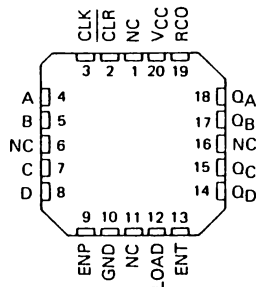 CLK
CLR
NC
VCC
RCO
3 2 1 20 19
A 4
B 5
NC 6
C 7
D 8
18 QA
17 QB
16 NC
15 QC
14 QD
9 10 11 12 13
ENP
GND
NC
LOAD
ENT